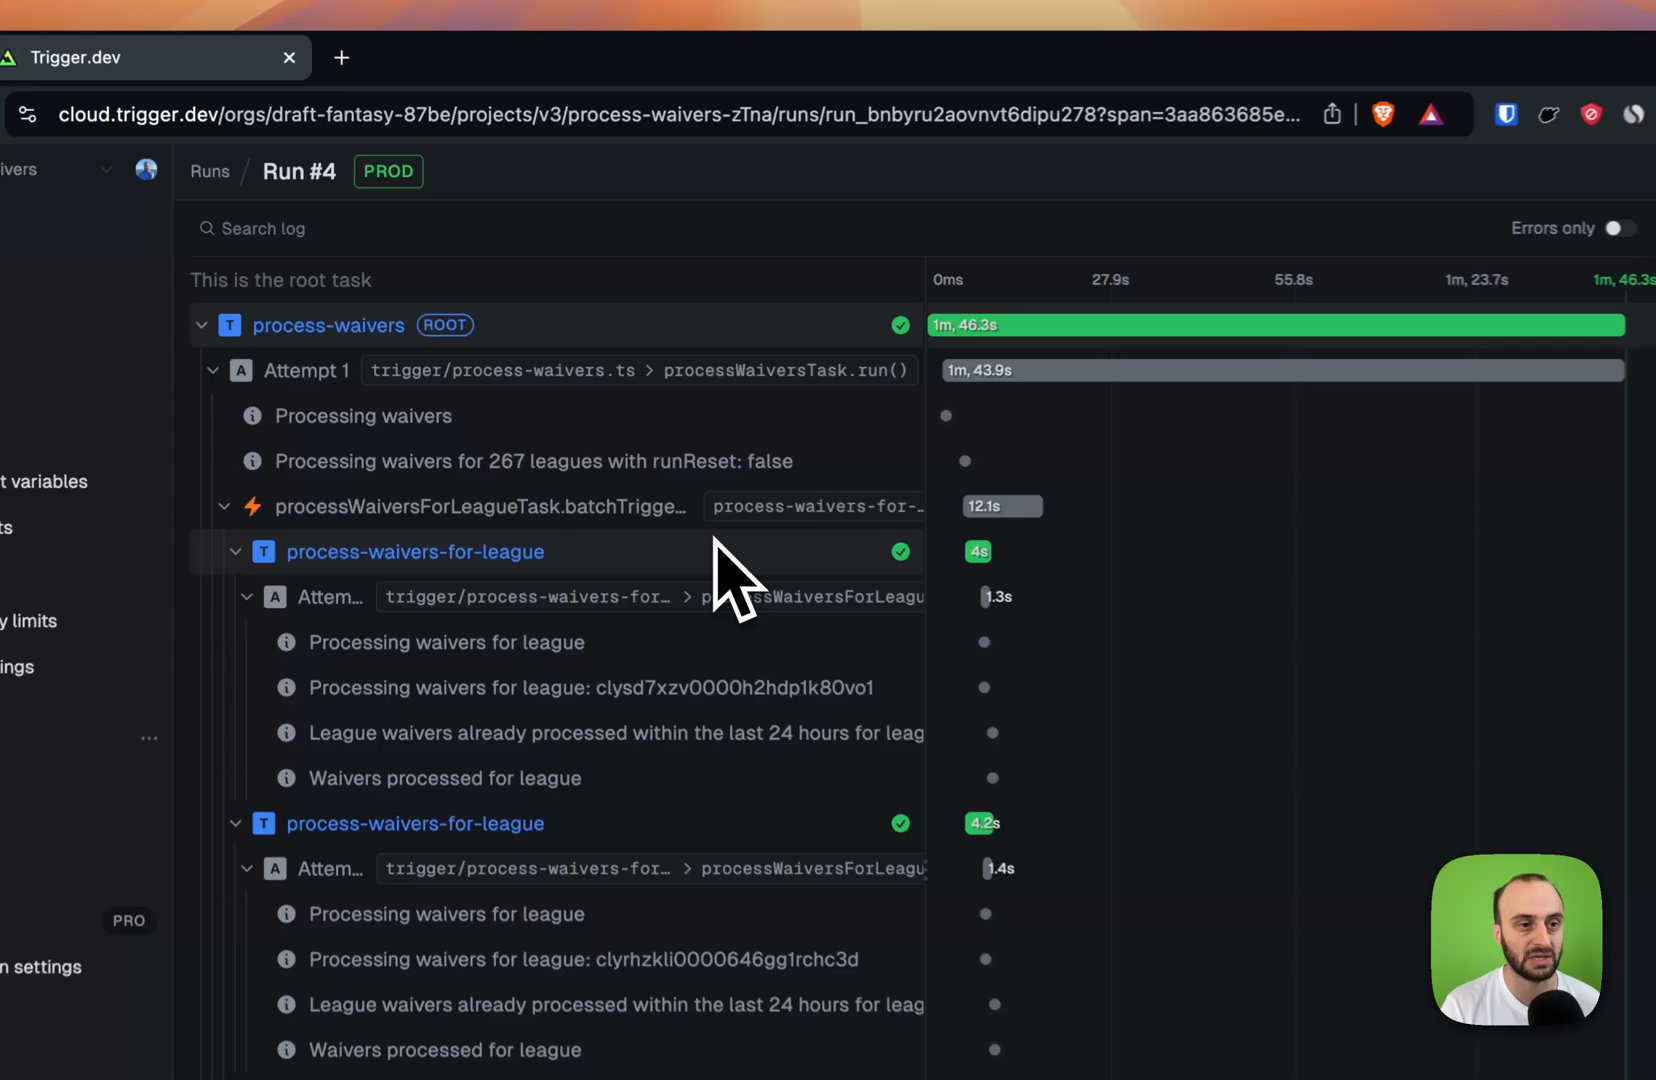 Trigger.dev
cloud.trigger.dev/orgs/draft-fantasy-87be/projects/v3/process-waivers-zTna/runs/run_bnbyru2aovnvt6dipu278?span=3aa863685e...
ivers
Runs / Run #4 PROD
Search log
Errors only
This is the root task
0ms 27.9s 55.8s 1m, 23.7s 1m, 46.3s
T process-waivers ROOT 1m, 46.3s
A Attempt 1 trigger/process-waivers.ts > processWaiversTask.run() 1m, 43.9s
Processing waivers
Processing waivers for 267 leagues with runReset: false
t variables
processWaiversForLeagueTask.batchTrigge... process-waivers-for-... 12.1s
ts
T process-waivers-for-league 4s
A Attem... trigger/process-waivers-for... > p ssWaiversForLeagu 1.3s
y limits
Processing waivers for league
ings
Processing waivers for league: clysd7xzv0000h2hdp1k80vo1
League waivers already processed within the last 24 hours for leag
...
Waivers processed for league
T process-waivers-for-league 4.2s
A Attem... trigger/process-waivers-for... > processWaiversForLeagu 1.4s
Processing waivers for league
PRO
Processing waivers for league: clyrhzkli0000646gg1rchc3d
n settings
League waivers already processed within the last 24 hours for leag
Waivers processed for league